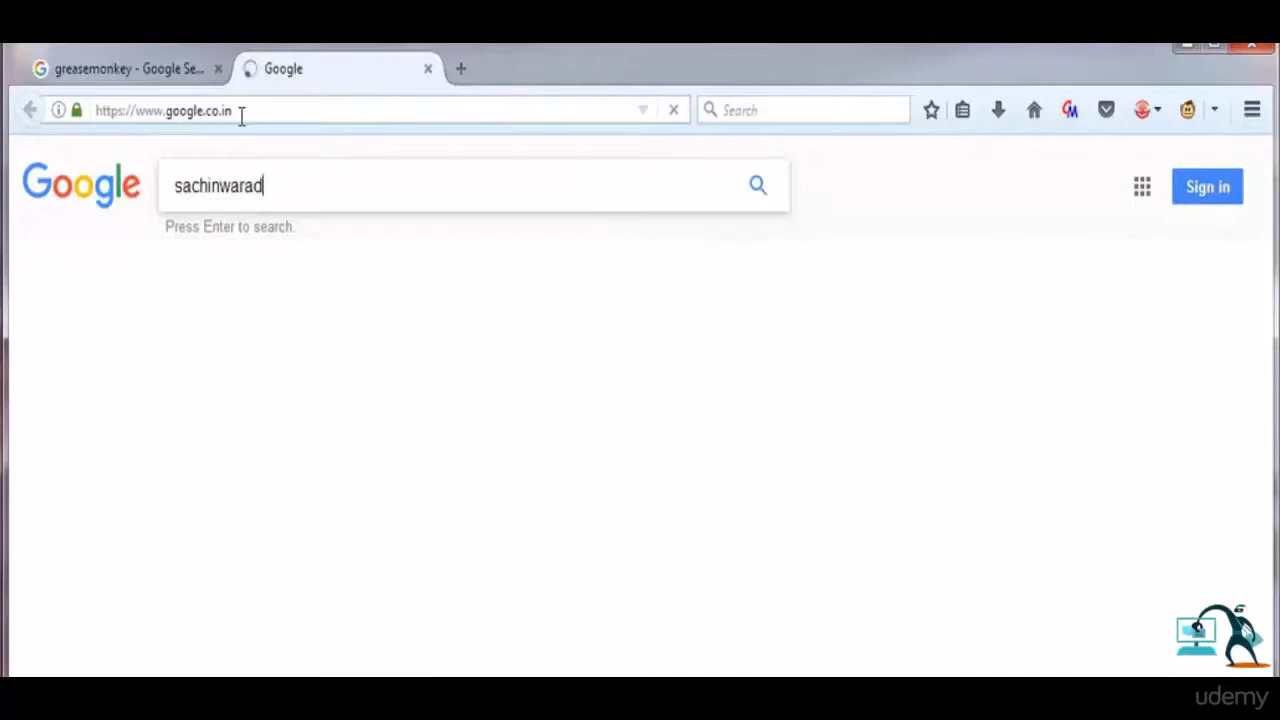 greasemonkey - Google Se...
Google
https://www.google.co.in
Search
Google
sachinwarad
Sign in
Press Enter to search.
udemy